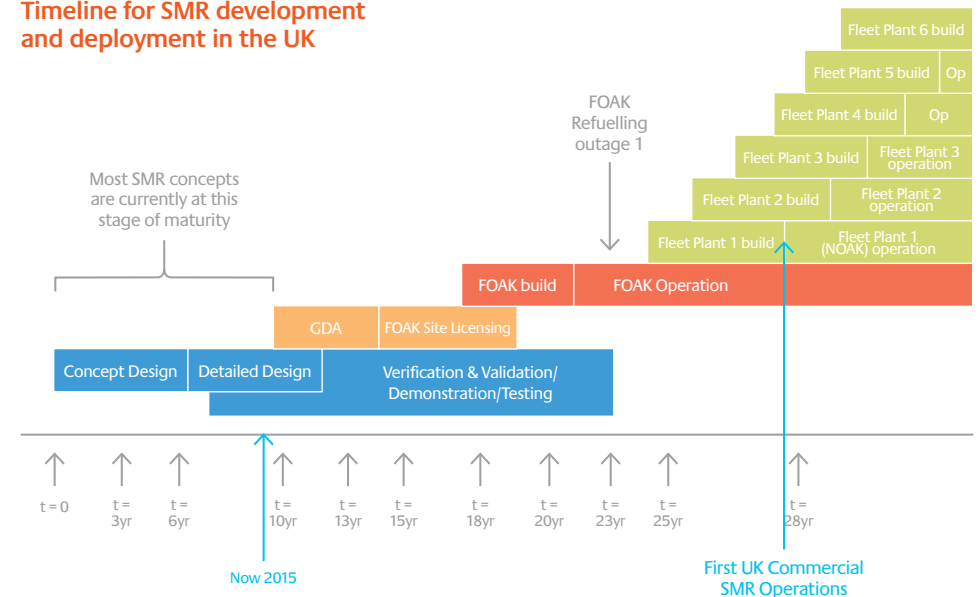 Timeline for SMR development
and deployment in the UK
Fleet Plant 6 build
Fleet Plant 5 build
Op
Fleet Plant 4 build
Op
Fleet Plant 3 build
Fleet Plant 3
operation
Fleet Plant 2 build
Fleet Plant 2
operation
Fleet Plant 1 build
Fleet Plant 1
(NOAK) operation
FOAK
Refuelling
outage 1
Most SMR concepts
are currently at this
stage of maturity
FOAK build
FOAK Operation
GDA
FOAK Site Licensing
Concept Design
Detailed Design
Verification & Validation/
Demonstration/Testing
t = 0
t =
3yr
t =
6yr
t =
10yr
t =
13yr
t =
15yr
t =
18yr
t =
20yr
t =
23yr
t =
25yr
t =
28yr
Now 2015
First UK Commercial
SMR Operations